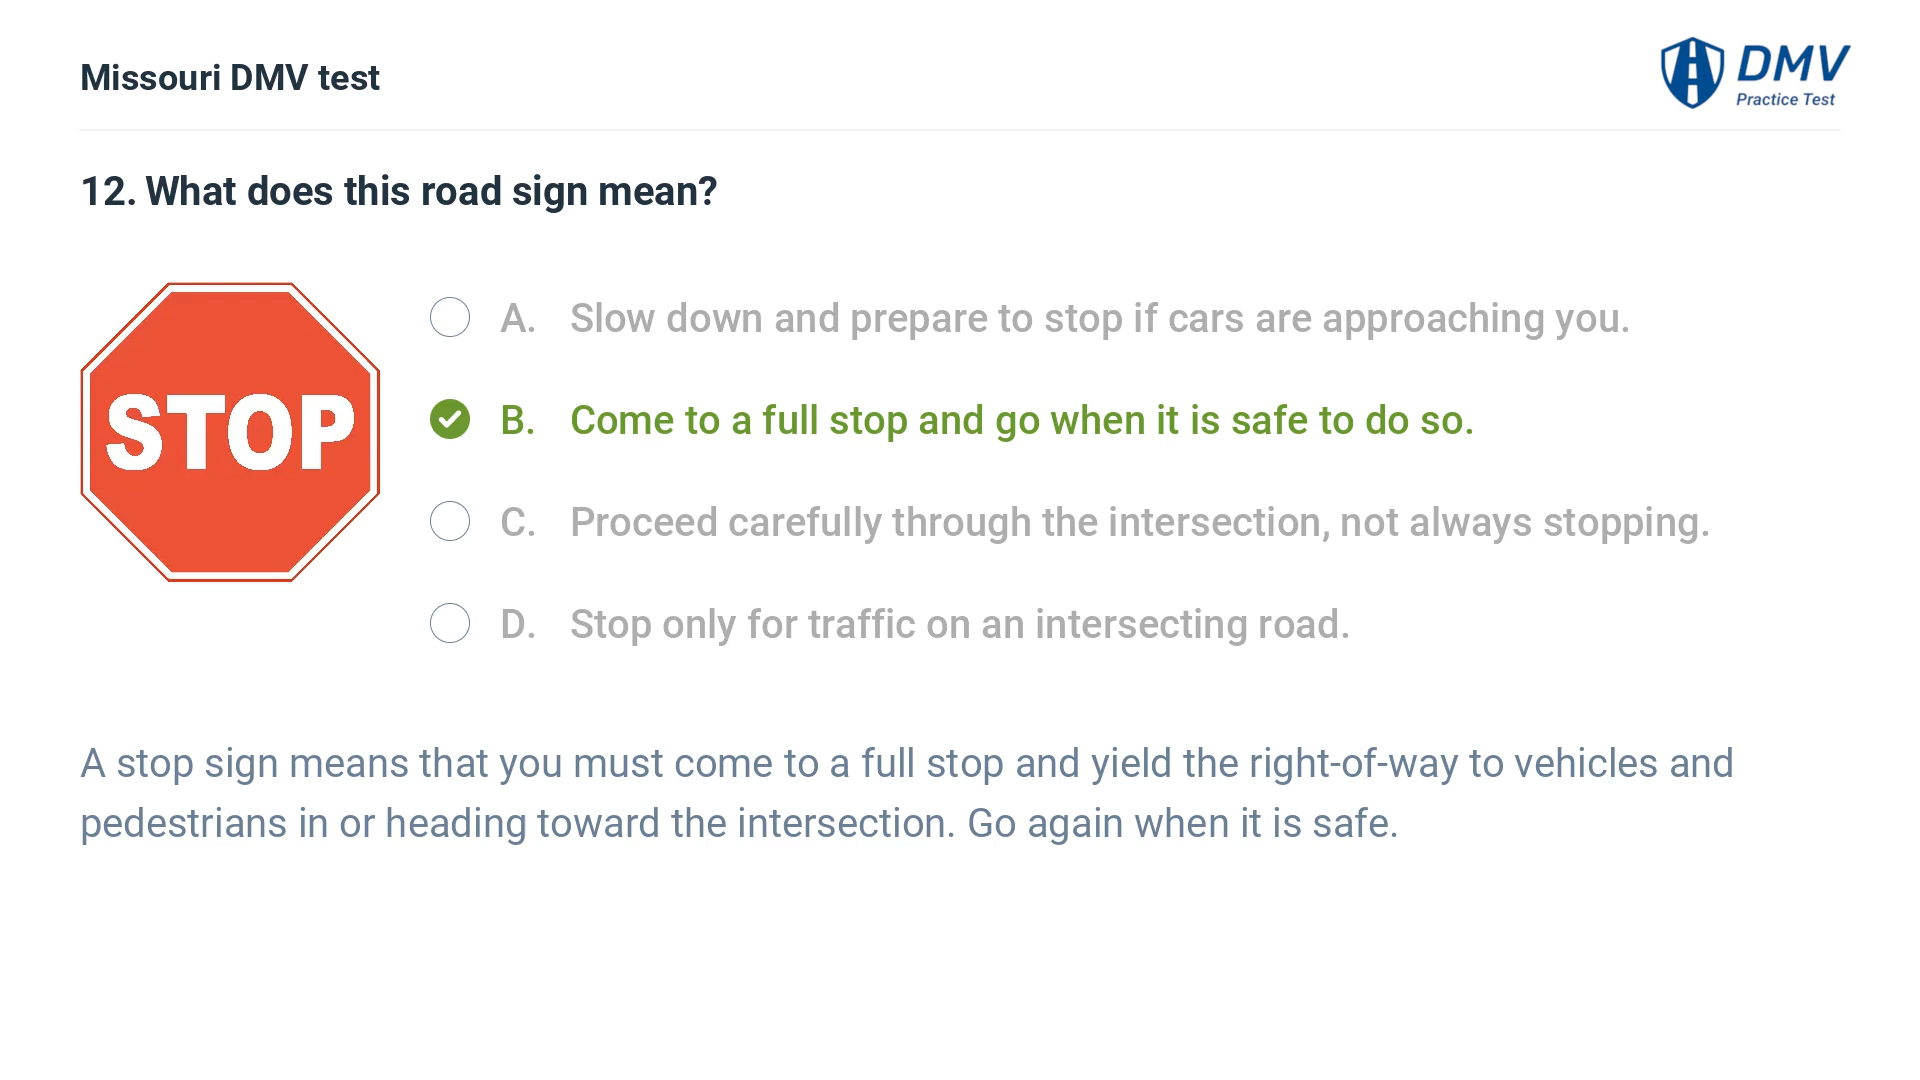 Missouri DMV test
DMV
Practice Test
12. What does this road sign mean?
STOP
A. Slow down and prepare to stop if cars are approaching you.
B. Come to a full stop and go when it is safe to do so.
C. Proceed carefully through the intersection, not always stopping.
D. Stop only for traffic on an intersecting road.
A stop sign means that you must come to a full stop and yield the right-of-way to vehicles and
pedestrians in or heading toward the intersection. Go again when it is safe.